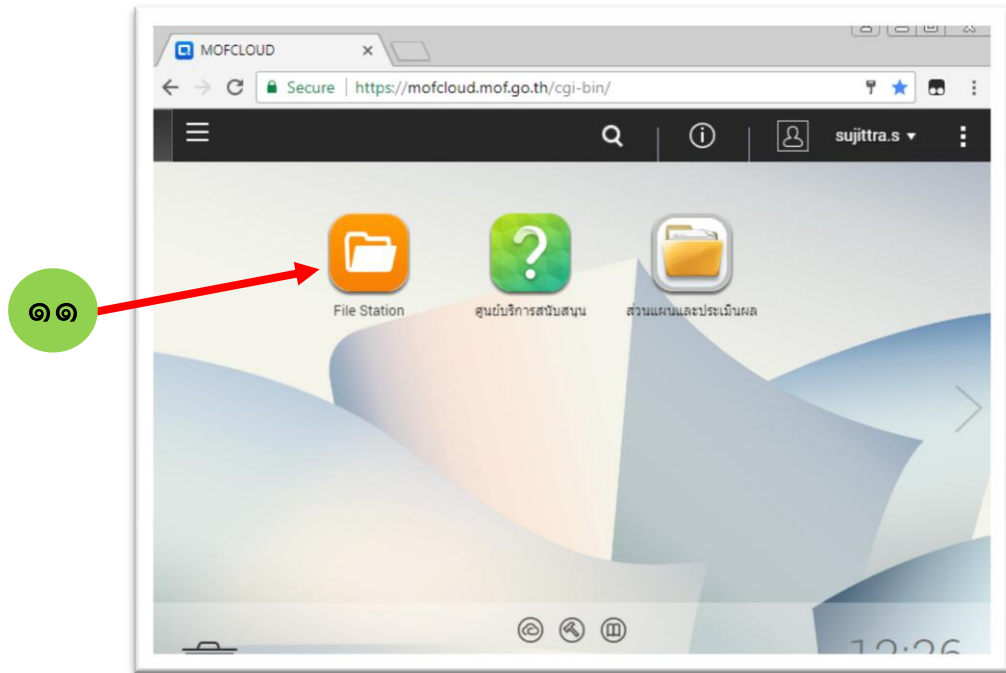 MOFCLOUD
Secure | https://mofcloud.mof.go.th/cgi-bin/
sujittra.s
๑๑
File Station
ศูนย์บริการสนับสนุน
ส่วนแผนและประเมินผล
12:26